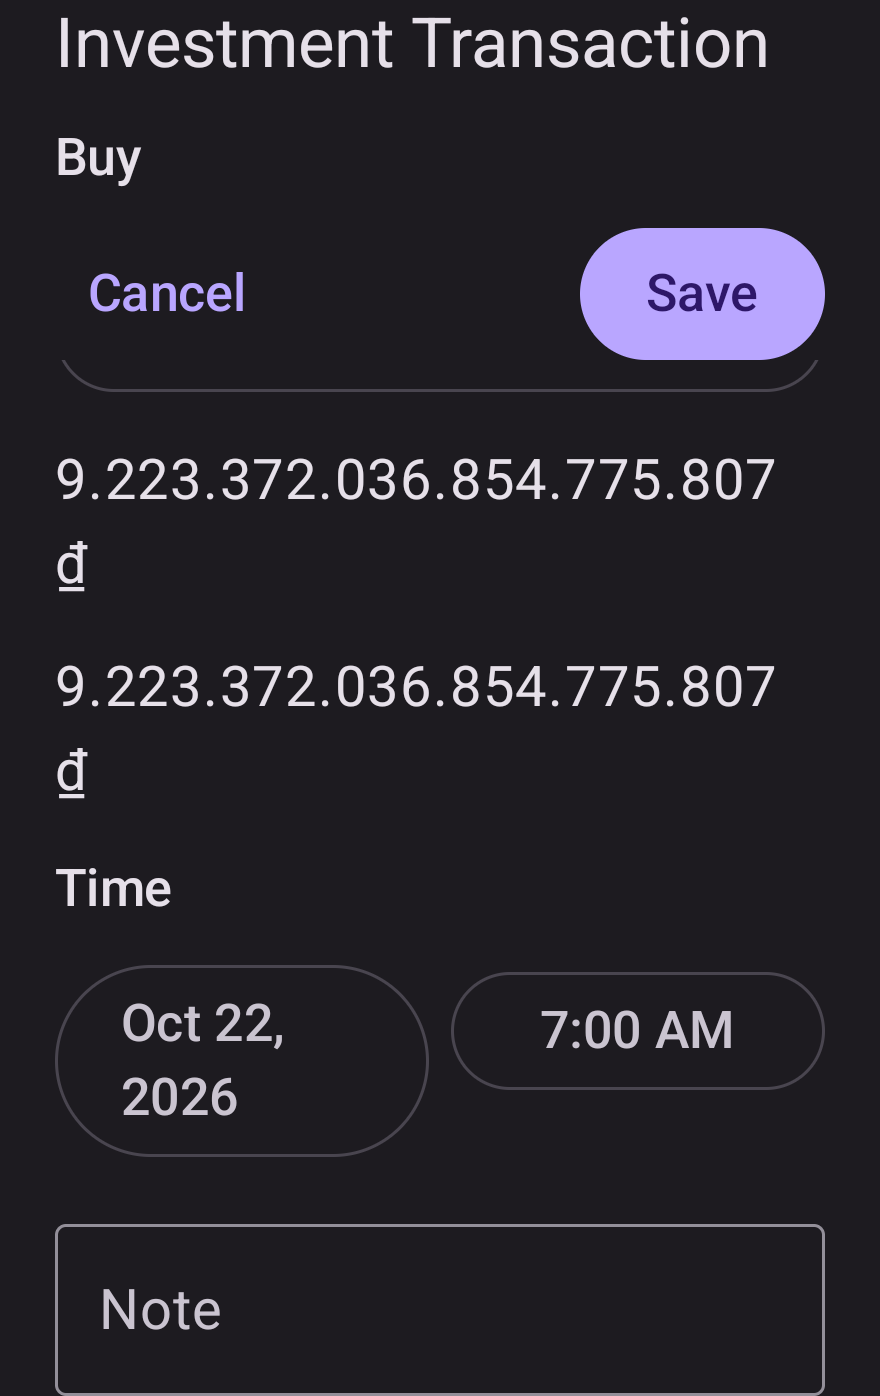 Investment Transaction
Buy
Cancel
Save
9.223.372.036.854.775.807
₫
9.223.372.036.854.775.807
₫
Time
Oct 22,
2026
7:00 AM
Note